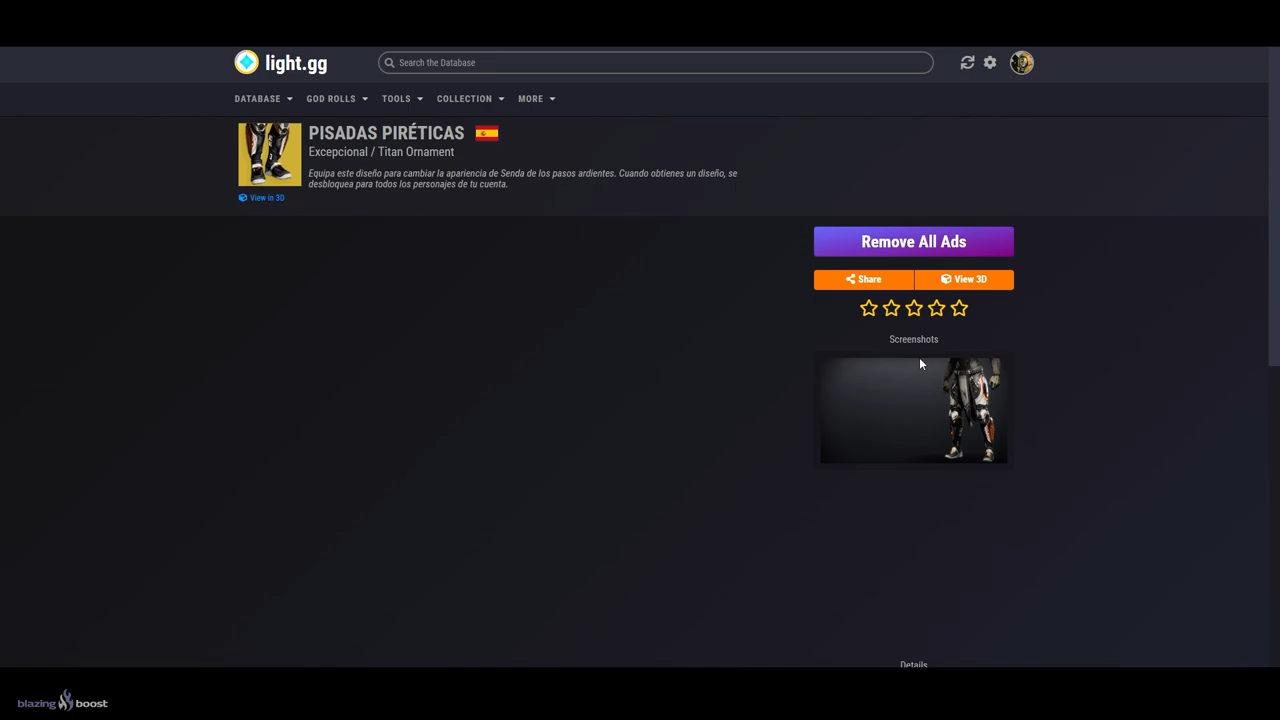 light.gg
Search the Database
DATABASE GOD ROLLS TOOLS COLLECTION MORE
PISADAS PIRÉTICAS
Excepcional / Titan Ornament
Equipa este diseño para cambiar la apariencia de Senda de los pasos ardientes. Cuando obtienes un diseño, se
desbloquea para todos los personajes de tu cuenta.
View in 3D
Remove All Ads
Share View 3D
Screenshots
Details
blazing boost